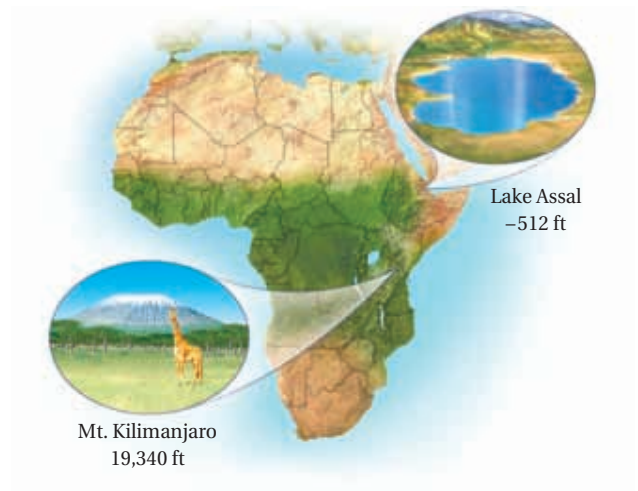 Lake Assal
–512 ft
Mt. Kilimanjaro
19,340 ft